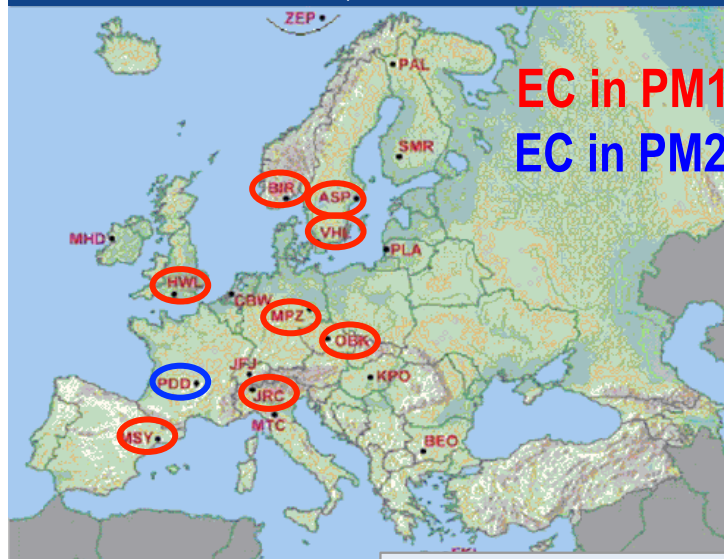 ZEP
PAL
EC in PM1
EC in PM2
SMR
BIR
ASP
VHL
MHD
PLA
HWL
CBW
MPZ
OBK
JFJ
PDD
KPO
JRC
MTC
MSY
BEO